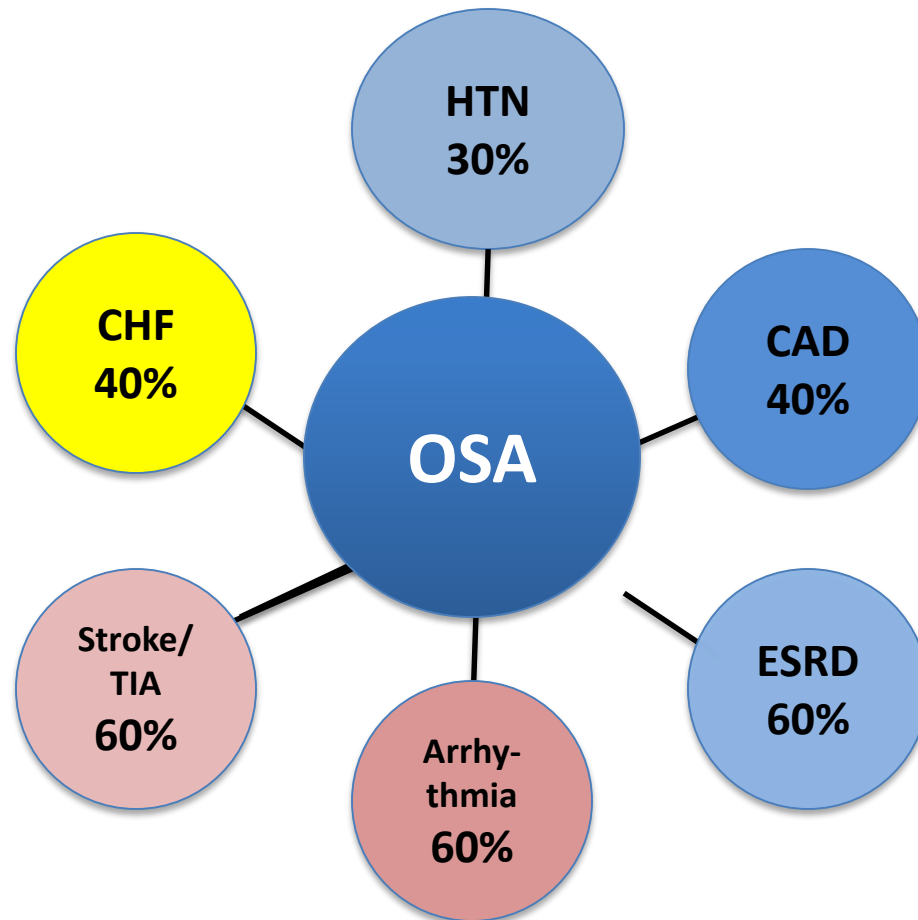 HTN
30%
CHF
40%
CAD
40%
OSA
Stroke/
TIA
60%
ESRD
60%
Arrhy-
thmia
60%